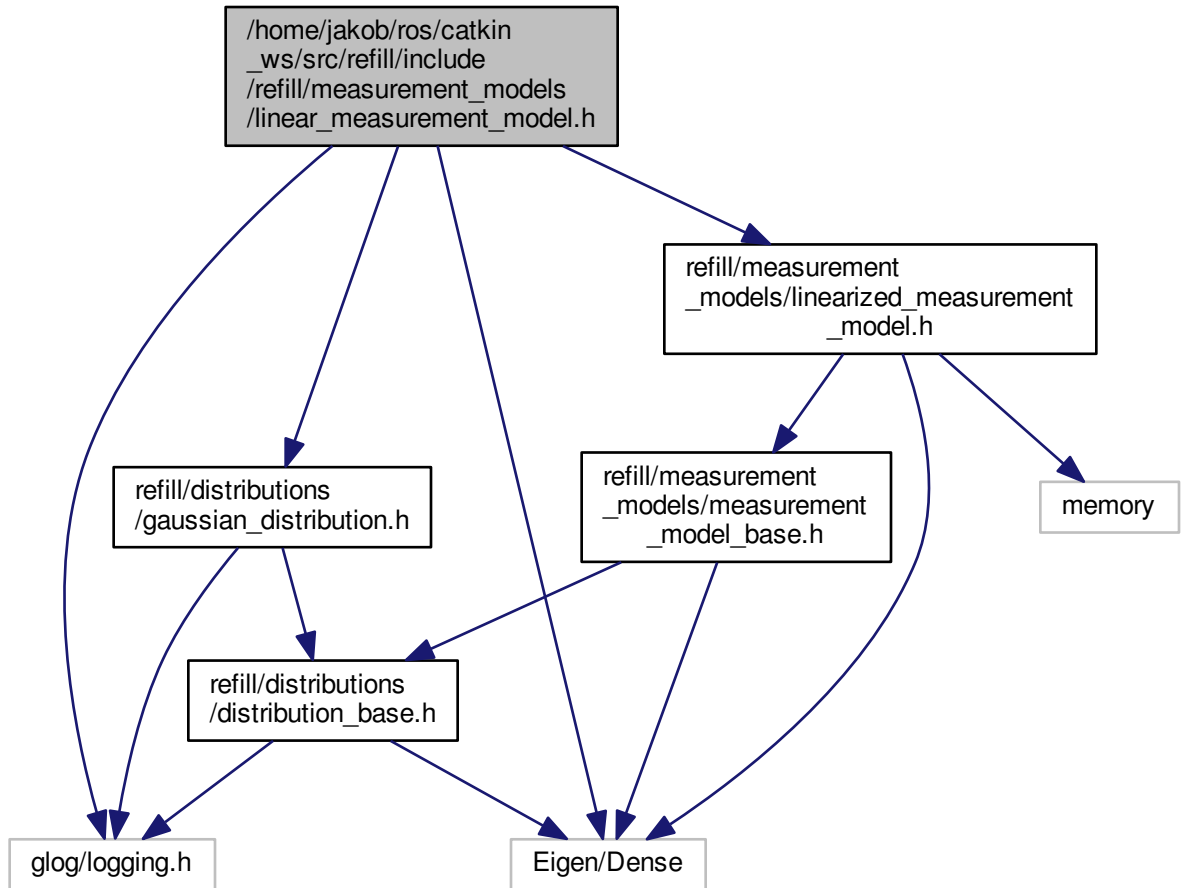 /home/jakob/ros/catkin
_ws/src/refill/include
/refill/measurement_models
/linear_measurement_model.h
refill/measurement
_models/linearized_measurement
_model.h
refill/distributions
/gaussian_distribution.h
refill/measurement
_models/measurement
_model_base.h
memory
refill/distributions
/distribution_base.h
glog/logging.h
Eigen/Dense